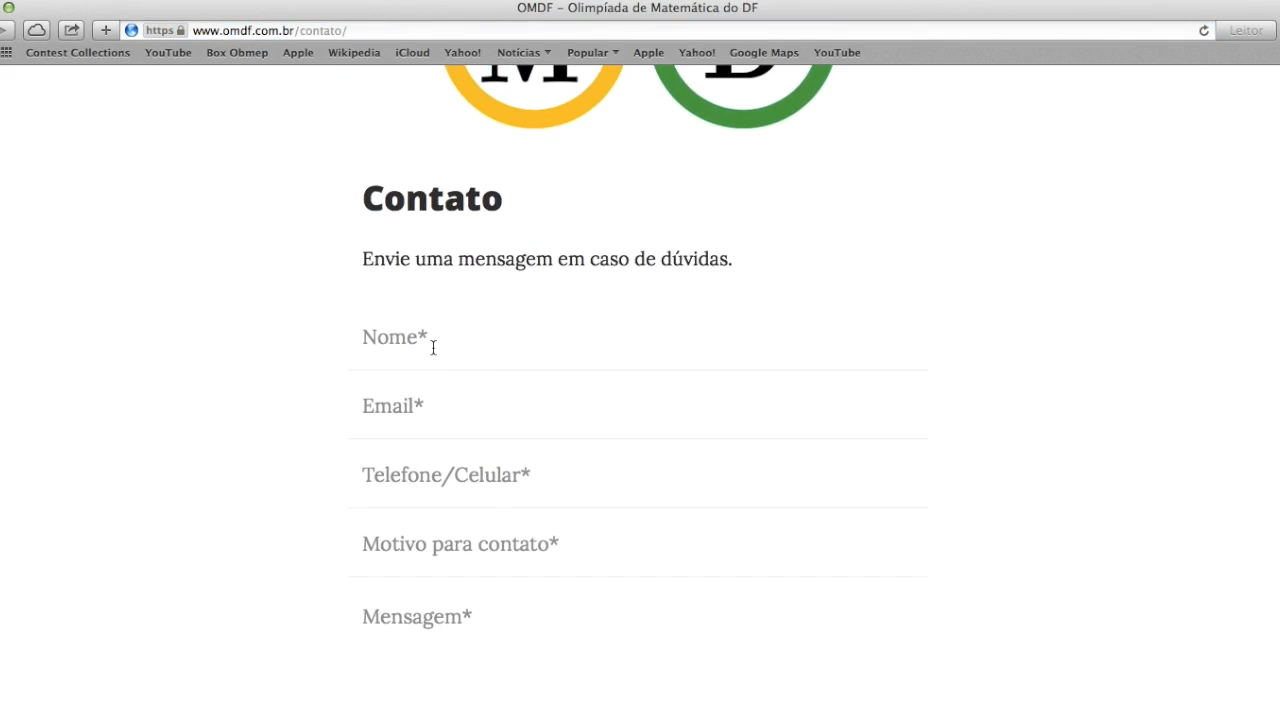 OMDF – Olimpíada de Matemática do DF
https www.omdf.com.br/contato/ Leitor
Contest Collections YouTube Box Obmep Apple Wikipedia iCloud Yahoo! Notícias Popular Apple Yahoo! Google Maps YouTube
M D
Contato
Envie uma mensagem em caso de dúvidas.
Nome*
Email*
Telefone/Celular*
Motivo para contato*
Mensagem*